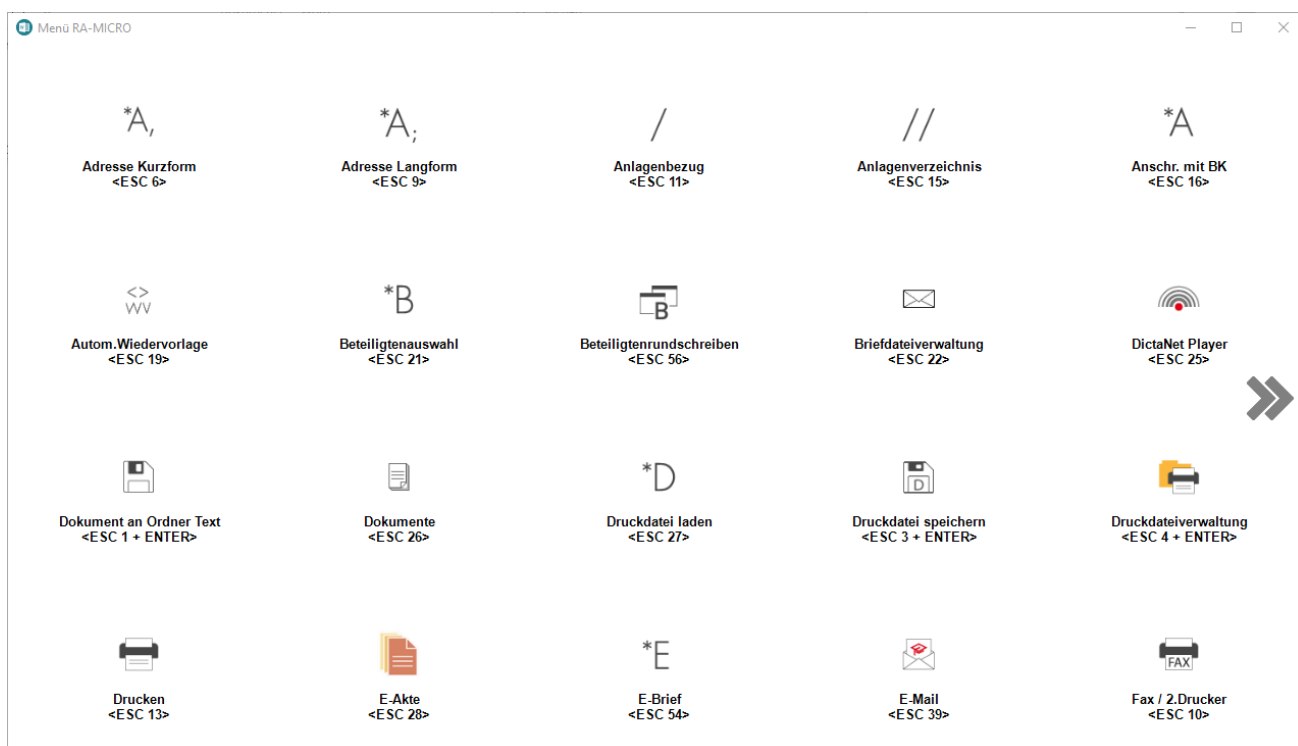 Menü RA-MICRO
*A, *A; / // *A
Adresse Kurzform Adresse Langform Anlagenbezug Anlagenverzeichnis Anschr. mit BK
<ESC 6> <ESC 9> <ESC 11> <ESC 15> <ESC 16>
<> *B
WV B
Autom.Wiedervorlage Beteiligtenauswahl Beteiligtenrundschreiben Briefdateiverwaltung DictaNet Player
<ESC 19> <ESC 21> <ESC 56> <ESC 22> <ESC 25>
*D D
Dokument an Ordner Text Dokumente Druckdatei laden Druckdatei speichern Druckdateiverwaltung
<ESC 1 + ENTER> <ESC 26> <ESC 27> <ESC 3 + ENTER> <ESC 4 + ENTER>
*E FAX
Drucken E-Akte E-Brief E-Mail Fax / 2.Drucker
<ESC 13> <ESC 28> <ESC 54> <ESC 39> <ESC 10>